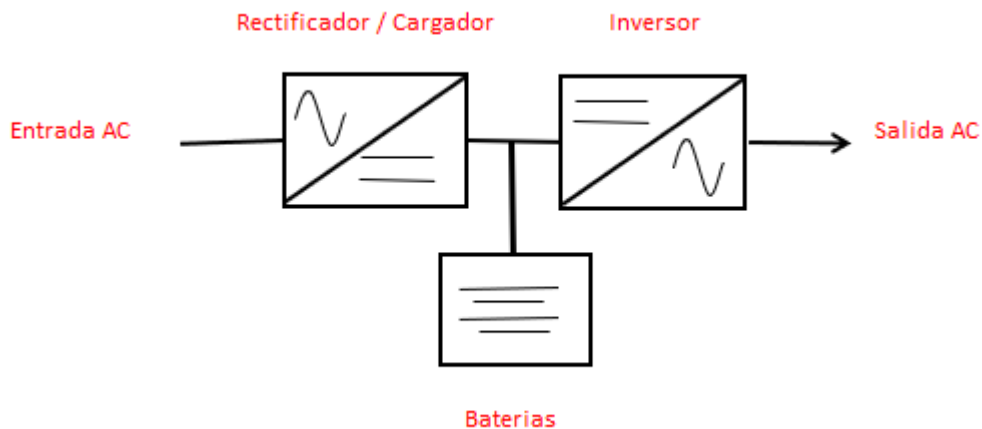 Rectificador / Cargador
Inversor
Entrada AC
Salida AC
Baterias